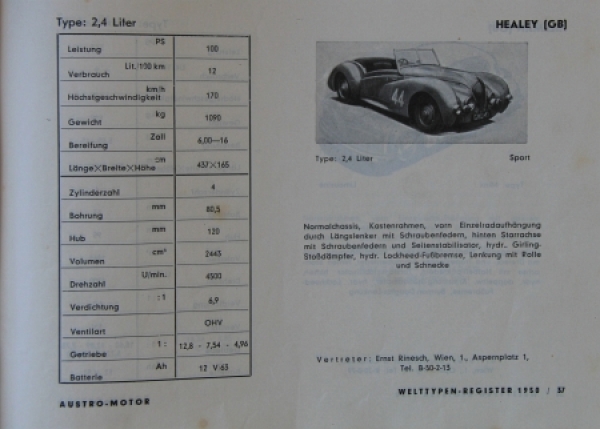 Type: 2,4 Liter
Leistung PS 100
Verbrauch Lit./100 km 12
Höchstgeschwindigkeit km/h 170
Gewicht kg 1090
Bereifung Zoll 6,00—16
Länge×Breite×Höhe cm 437×165
Zylinderzahl 4
Bohrung mm 80,5
Hub mm 120
Volumen cm³ 2443
Drehzahl U/min. 4500
Verdichtung : 1 6,9
Ventilart OHV
Getriebe 1 : 12,8 - 7,54 - 4,96
Batterie Ah 12 V 63
AUSTRO-MOTOR
HEALEY (GB)
44
Type: 2,4 Liter Sport
Normalchassis, Kastenrahmen, vorn Einzelradaufhängung
durch Längslenker mit Schraubenfedern, hinten Starrachse
mit Schraubenfedern und Seitenstabilisator, hydr. Girling-
Stoßdämpfer, hydr. Lockheed-Fußbremse, Lenkung mit Rolle
und Schnecke
Vertreter: Ernst Rinesch, Wien, 1., Aspernplatz 1,
Tel. B-50-2-15
WELTTYPEN-REGISTER 1950 / 57